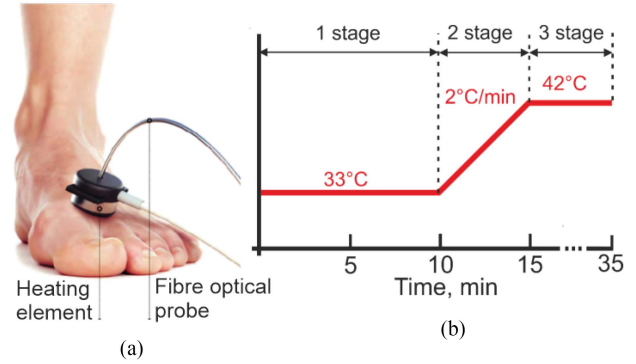 1 stage
2 stage
3 stage
42°C
2°C/min
33°C
5
10
15
35
Time, min
Heating
element
Fibre optical
probe
(a)
(b)